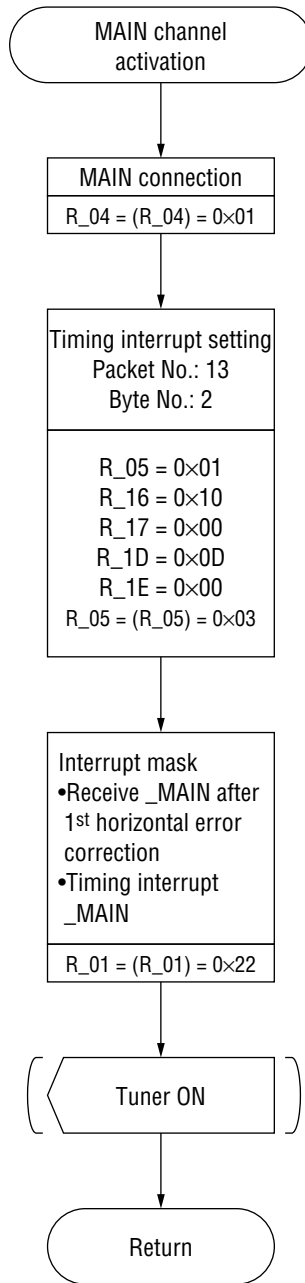 MAIN channel
activation
MAIN connection
R_04 = (R_04) = 0×01
Timing interrupt setting
Packet No.: 13
Byte No.: 2
R_05 = 0×01
R_16 = 0×10
R_17 = 0×00
R_1D = 0×0D
R_1E = 0×00
R_05 = (R_05) = 0×03
Interrupt mask
•Receive _MAIN after
1st horizontal error
correction
•Timing interrupt
_MAIN
R_01 = (R_01) = 0×22
Tuner ON
Return